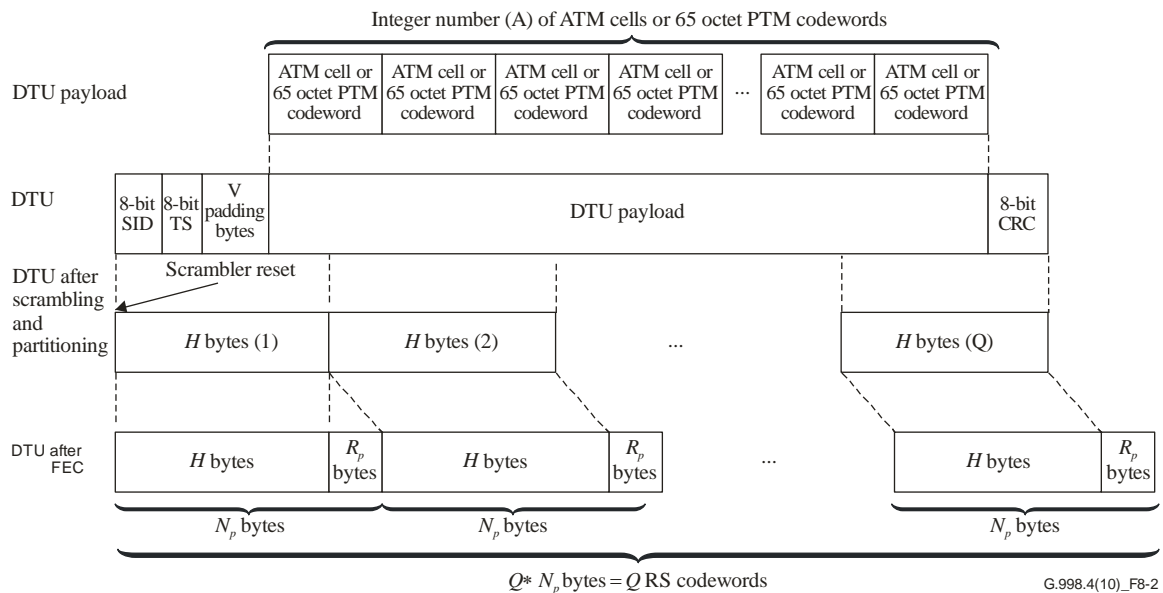 Integer number (A) of ATM cells or 65 octet PTM codewords
DTU payload
ATM cell or
65 octet PTM
codeword
ATM cell or
65 octet PTM
codeword
ATM cell or
65 octet PTM
codeword
ATM cell or
65 octet PTM
codeword
...
ATM cell or
65 octet PTM
codeword
ATM cell or
65 octet PTM
codeword
DTU
8-bit
SID
8-bit
TS
V
padding
bytes
DTU payload
8-bit
CRC
DTU after
scrambling
and
partitioning
Scrambler reset
H bytes (1)
H bytes (2)
...
H bytes (Q)
DTU after
FEC
H bytes
Rp
bytes
H bytes
Rp
bytes
...
H bytes
Rp
bytes
Np bytes
Np bytes
Np bytes
Q* Np bytes = Q RS codewords
G.998.4(10)_F8-2